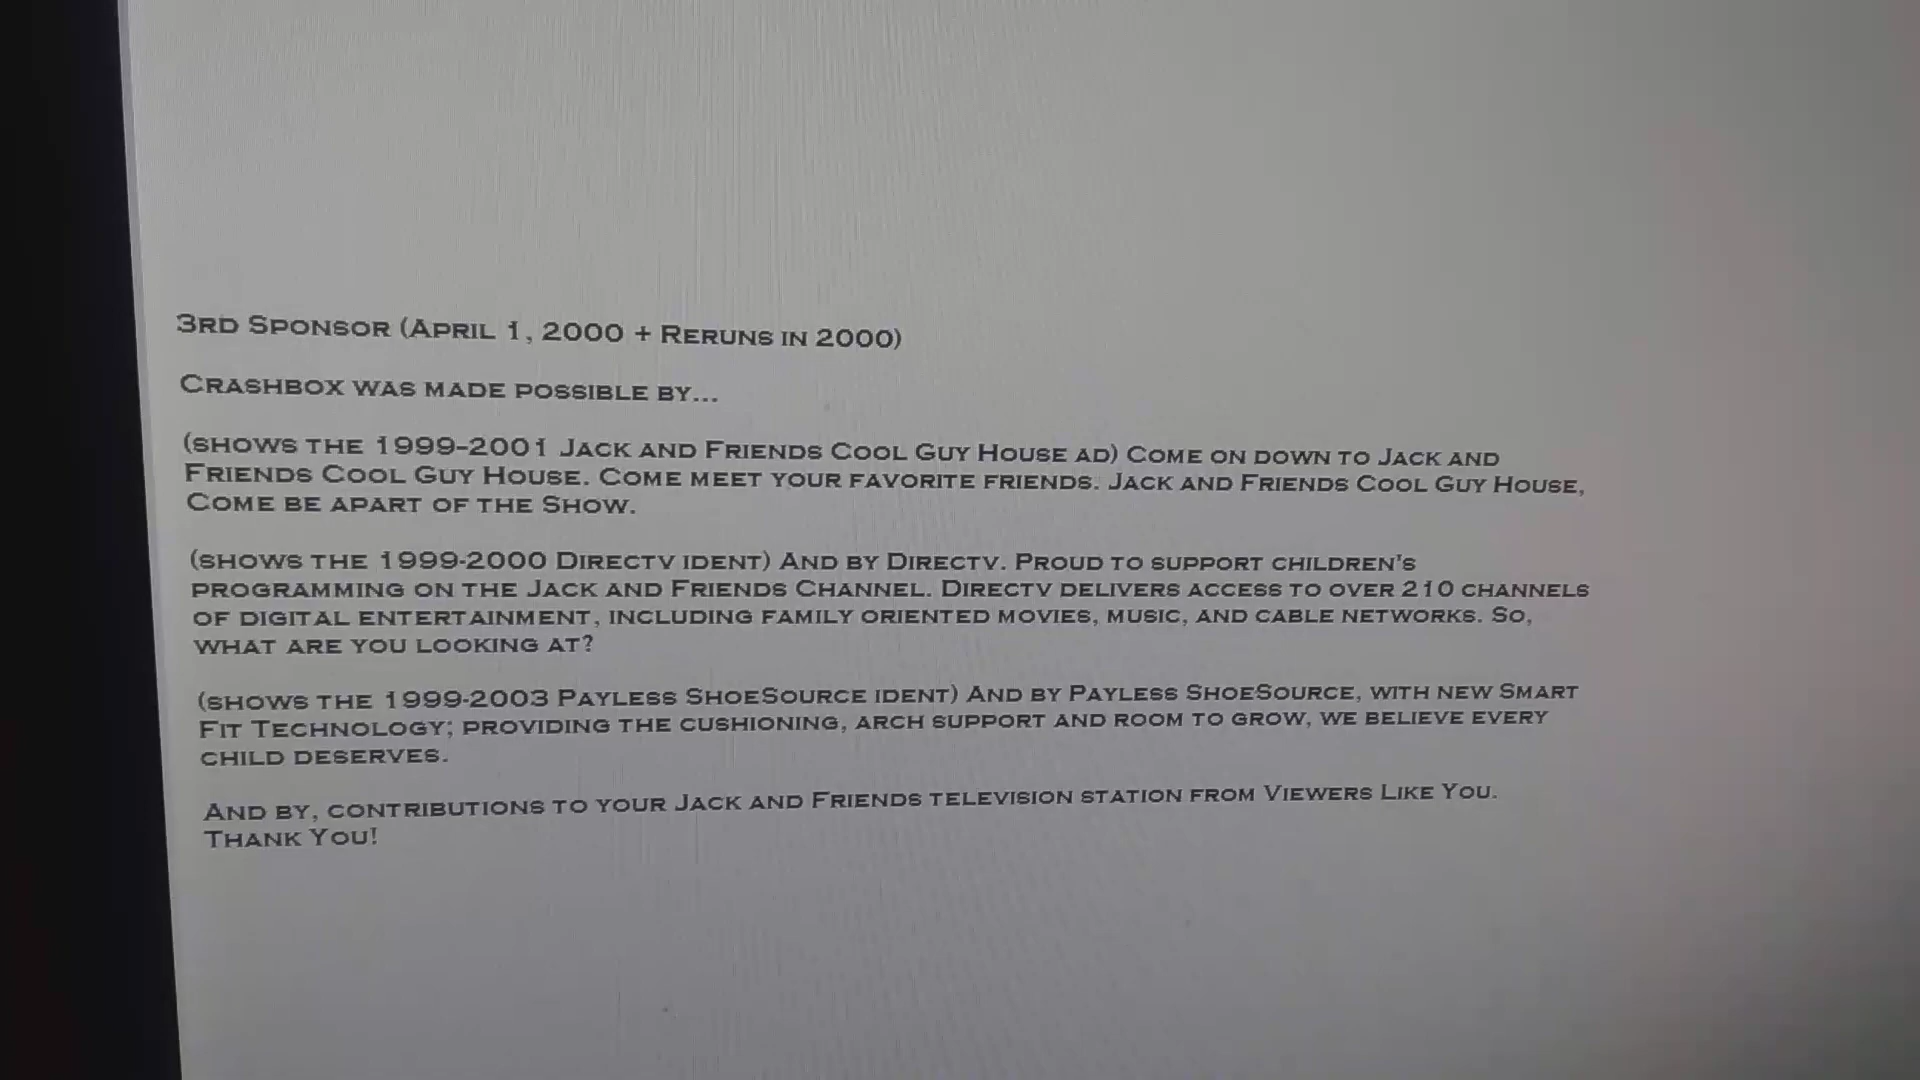 3rd Sponsor (April 1, 2000 + Reruns in 2000)
Crashbox was made possible by...
(shows the 1999-2001 Jack and Friends Cool Guy House ad) Come on down to Jack and
Friends Cool Guy House. Come meet your favorite friends. Jack and Friends Cool Guy House,
Come be apart of the Show.
(shows the 1999-2000 Directv ident) And by Directv. Proud to support children's
programming on the Jack and Friends Channel. Directv delivers access to over 210 channels
of digital entertainment, including family oriented movies, music, and cable networks. So,
what are you looking at?
(shows the 1999-2003 Payless ShoeSource ident) And by Payless ShoeSource, with new Smart
Fit Technology; providing the cushioning, arch support and room to grow, we believe every
child deserves.
And by, contributions to your Jack and Friends television station from Viewers Like You.
Thank You!